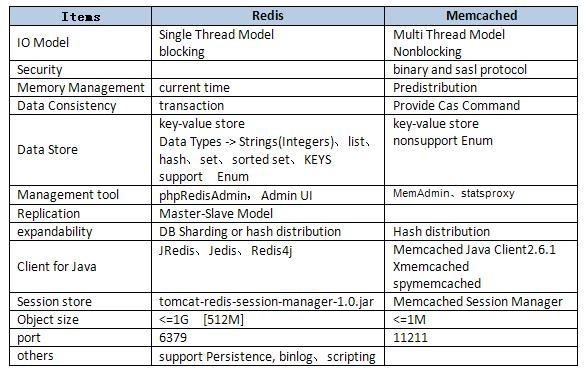 Items Redis Memcached
IO Model Single Thread Model Multi Thread Model
blocking Nonblocking
Security binary and sasl protocol
Memory Management current time Predistribution
Data Consistency transaction Provide Cas Command
Data Store key-value store key-value store
Data Types -> Strings(Integers)、list、 nonsupport Enum
hash、set、sorted set、KEYS
support Enum
Management tool phpRedisAdmin，Admin UI MemAdmin、statsproxy
Replication Master-Slave Model
expandability DB Sharding or hash distribution Hash distribution
Client for Java JRedis、Jedis、Redis4j Memcached Java Client2.6.1
Xmemcached
spymemcached
Session store tomcat-redis-session-manager-1.0.jar Memcached Session Manager
Object size <=1G [512M] <=1M
port 6379 11211
others support Persistence, binlog、scripting